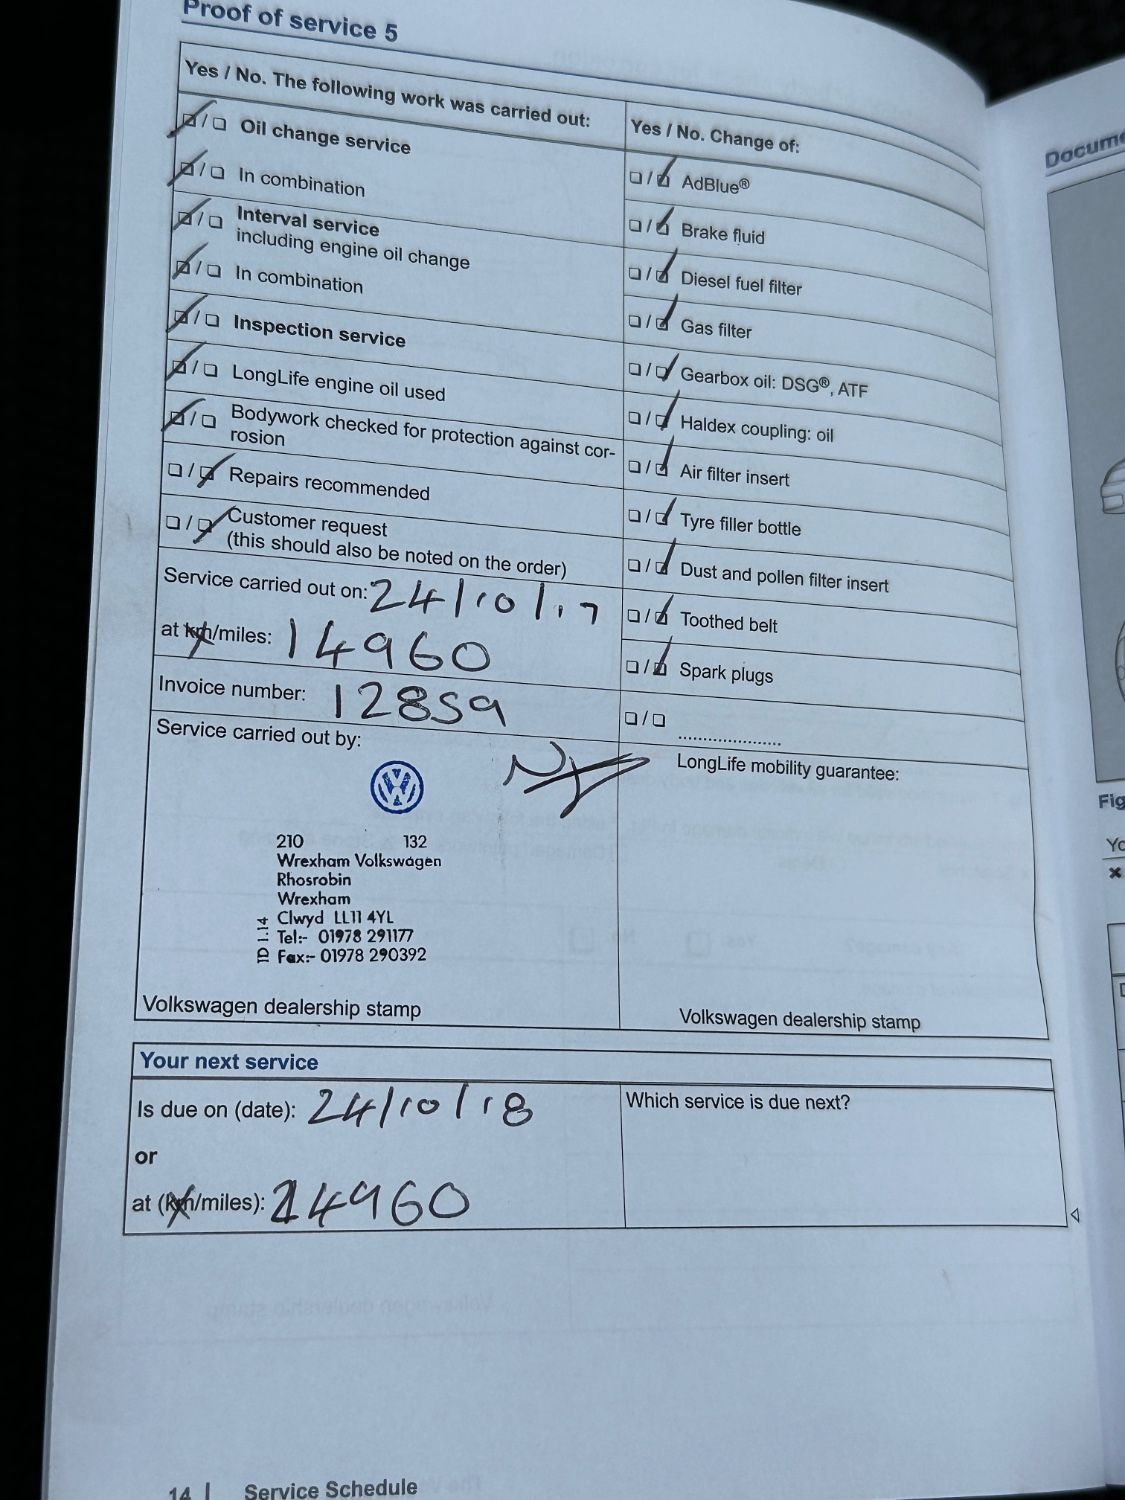 Proof of service 5
Yes / No. The following work was carried out:
❑ / ❑ Oil change service
❑ / ❑ In combination
❑ / ❑ Interval service
including engine oil change
❑ / ❑ In combination
❑ / ❑ Inspection service
❑ / ❑ LongLife engine oil used
❑ / ❑ Bodywork checked for protection against cor-
rosion
❑ / ❑ Repairs recommended
❑ / ❑ Customer request
(this should also be noted on the order)
Service carried out on: 24/10/17
at km/miles: 14960
Invoice number: 12859
Service carried out by:
210 132
Wrexham Volkswagen
Rhosrobin
Wrexham
Clwyd LL11 4YL
Tel:- 01978 291177
Fax:- 01978 290392
ID 1.14
Volkswagen dealership stamp
Yes / No. Change of:
❑ / ❑ AdBlue®
❑ / ❑ Brake fluid
❑ / ❑ Diesel fuel filter
❑ / ❑ Gas filter
❑ / ❑ Gearbox oil: DSG®, ATF
❑ / ❑ Haldex coupling: oil
❑ / ❑ Air filter insert
❑ / ❑ Tyre filler bottle
❑ / ❑ Dust and pollen filter insert
❑ / ❑ Toothed belt
❑ / ❑ Spark plugs
❑ / ❑ .....................
LongLife mobility guarantee:
Volkswagen dealership stamp
Your next service
Is due on (date): 24/10/18
or
at (km/miles): 24960
Which service is due next?
14 | Service Schedule
Docume
Fig
Yo